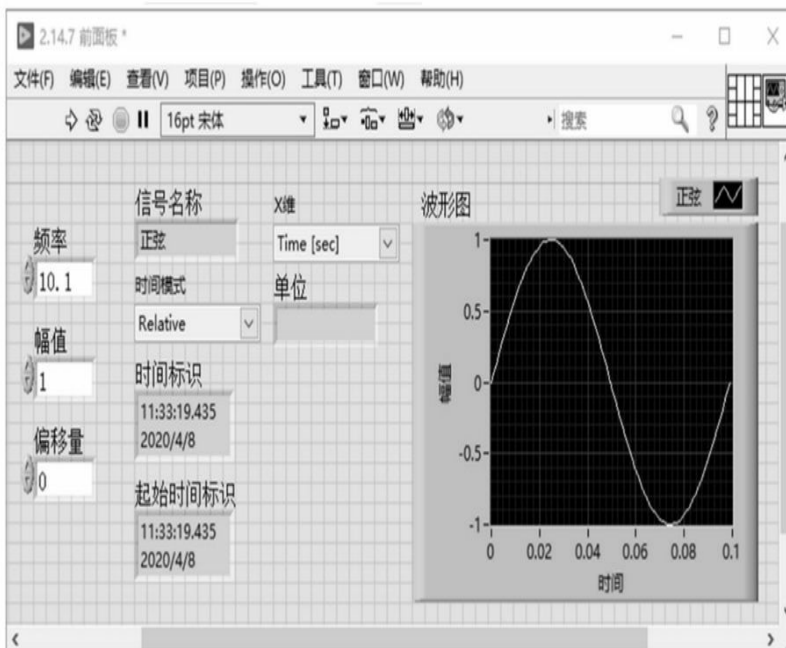 2.14.7 前面板 *
文件(F) 编辑(E) 查看(V) 项目(P) 操作(O) 工具(T) 窗口(W) 帮助(H)
16pt 宋体
搜索
信号名称
正弦
X维
Time [sec]
波形图
正弦
频率
10.1
时间模式
Relative
单位
幅值
1
时间标识
11:33:19.435
2020/4/8
偏移量
0
起始时间标识
11:33:19.435
2020/4/8
幅值
1
0.5
0
-0.5
-1
0 0.02 0.04 0.06 0.08 0.1
时间